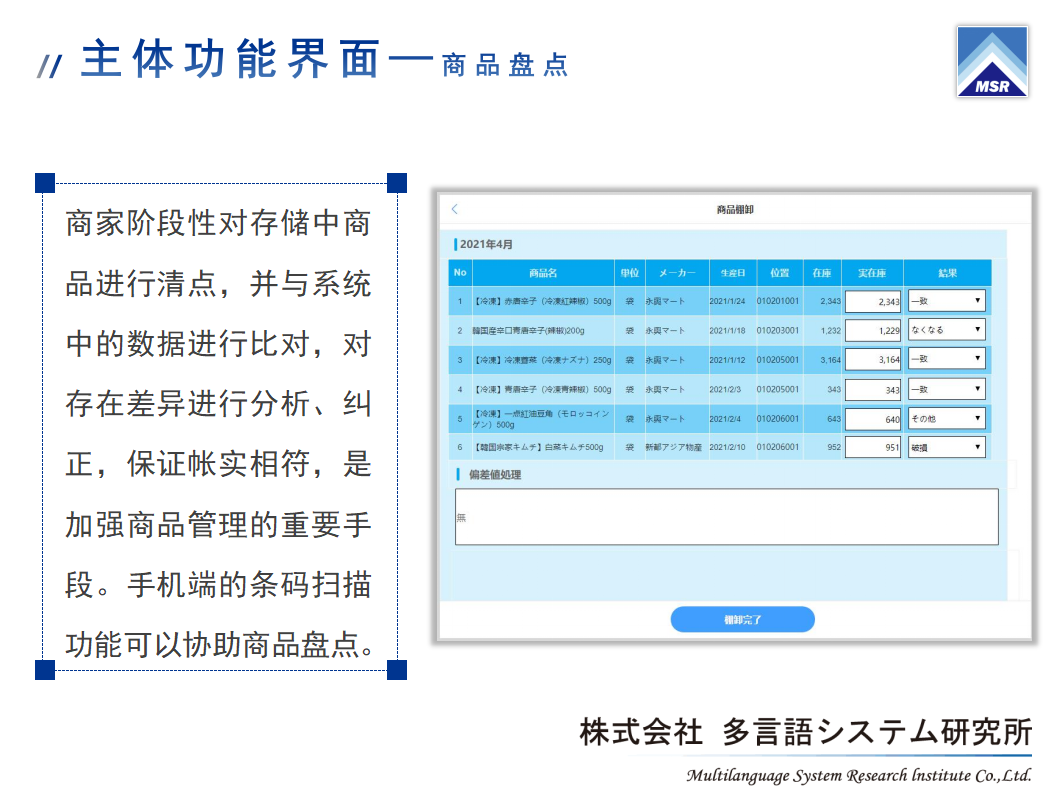 // 主体功能界面—商品盘点
MSR
商家阶段性对存储中商
品进行清点，并与系统
中的数据进行比对，对
存在差异进行分析、纠
正，保证帐实相符，是
加强商品管理的重要手
段。手机端的条码扫描
功能可以协助商品盘点。
商品棚卸
2021年4月
No 商品名 単位 メーカー 生産日 位置 在庫 実在庫 結果
1 【冷凍】赤唐辛子（冷凍紅辣椒）500g 袋 永興マート 2021/1/24 010201001 2,343 2,343 一致
2 韓国産辛口青唐辛子(辣椒)200g 袋 永興マート 2021/1/18 010203001 1,232 1,229 なくなる
3 【冷凍】冷凍薺菜（冷凍ナズナ）250g 袋 永興マート 2021/1/12 010205001 3,164 3,164 一致
4 【冷凍】青唐辛子（冷凍青辣椒）500g 袋 永興マート 2021/2/3 010205001 343 343 一致
5 【冷凍】一点紅油豆角（モロッコイン
ゲン）500g 袋 永興マート 2021/2/4 010206001 643 640 その他
6 【韓国宗家キムチ】白菜キムチ500g 袋 新都アジア物産 2021/2/10 010206001 952 951 破損
偏差値処理
無
棚卸完了
株式会社 多言語システム研究所
Multilanguage System Research Institute Co.,Ltd.